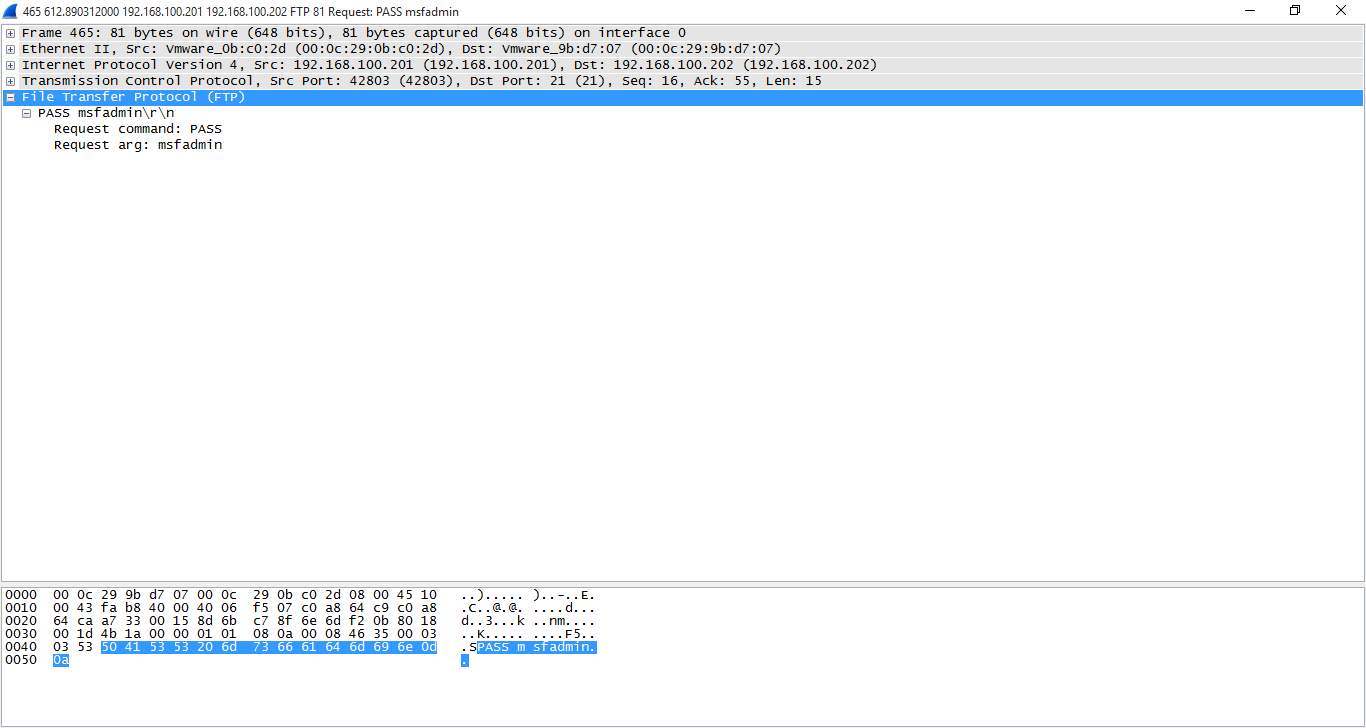 465 612.890312000 192.168.100.201 192.168.100.202 FTP 81 Request: PASS msfadmin
Frame 465: 81 bytes on wire (648 bits), 81 bytes captured (648 bits) on interface 0
Ethernet II, Src: Vmware_0b:c0:2d (00:0c:29:0b:c0:2d), Dst: Vmware_9b:d7:07 (00:0c:29:9b:d7:07)
Internet Protocol Version 4, Src: 192.168.100.201 (192.168.100.201), Dst: 192.168.100.202 (192.168.100.202)
Transmission Control Protocol, Src Port: 42803 (42803), Dst Port: 21 (21), Seq: 16, Ack: 55, Len: 15
File Transfer Protocol (FTP)
PASS msfadmin\r\n
Request command: PASS
Request arg: msfadmin
0000 00 0c 29 9b d7 07 00 0c 29 0b c0 2d 08 00 45 10 ..)..... )..-..E.
0010 00 43 fa b8 40 00 40 06 f5 07 c0 a8 64 c9 c0 a8 .C..@.@. ....d...
0020 64 ca a7 33 00 15 8d 6b c7 8f 6e 6d f2 0b 80 18 d..3...k ..nm....
0030 00 1d 4b 1a 00 00 01 01 08 0a 00 08 46 35 00 03 ..K..... ....F5..
0040 03 53 50 41 53 53 20 6d 73 66 61 64 6d 69 6e 0d .SPASS m sfadmin.
0050 0a .